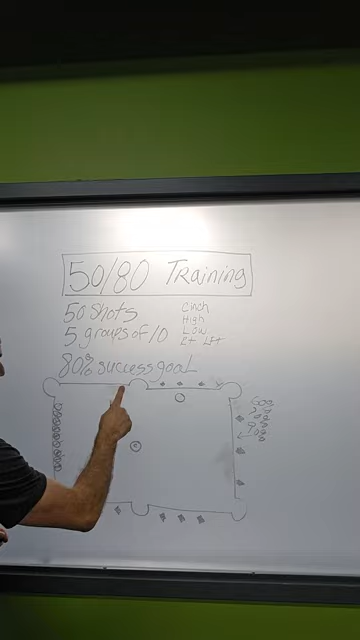 50/80 Training
50 Shots
5 groups of 10
80% success goal
Cinch
High
Low
Rt Lft